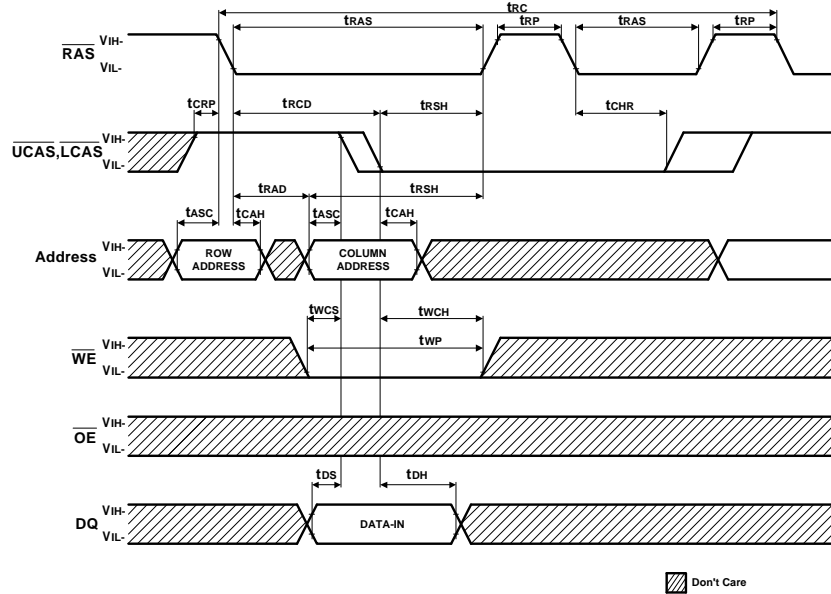 tRC
tRAS tRP tRAS tRP
RAS VIH- VIL-
tCRP tRCD tRSH tCHR
UCAS,LCAS VIH- VIL-
tRAD tRSH
tASC tCAH tASC tCAH
Address VIH- VIL-
ROW ADDRESS
COLUMN ADDRESS
tWCS tWCH
tWP
WE VIH- VIL-
OE VIH- VIL-
tDS tDH
DQ VIH- VIL-
DATA-IN
Don't Care